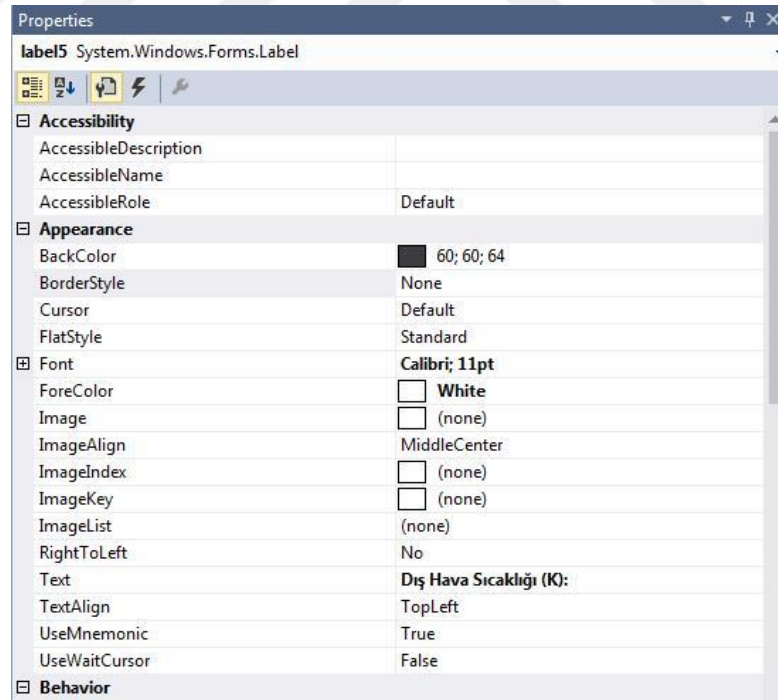 Properties
label5 System.Windows.Forms.Label
Accessibility
AccessibleDescription
AccessibleName
AccessibleRole Default
Appearance
BackColor 60; 60; 64
BorderStyle None
Cursor Default
FlatStyle Standard
Font Calibri; 11pt
ForeColor White
Image (none)
ImageAlign MiddleCenter
ImageIndex (none)
ImageKey (none)
ImageList (none)
RightToLeft No
Text Dış Hava Sıcaklığı (K):
TextAlign TopLeft
UseMnemonic True
UseWaitCursor False
Behavior